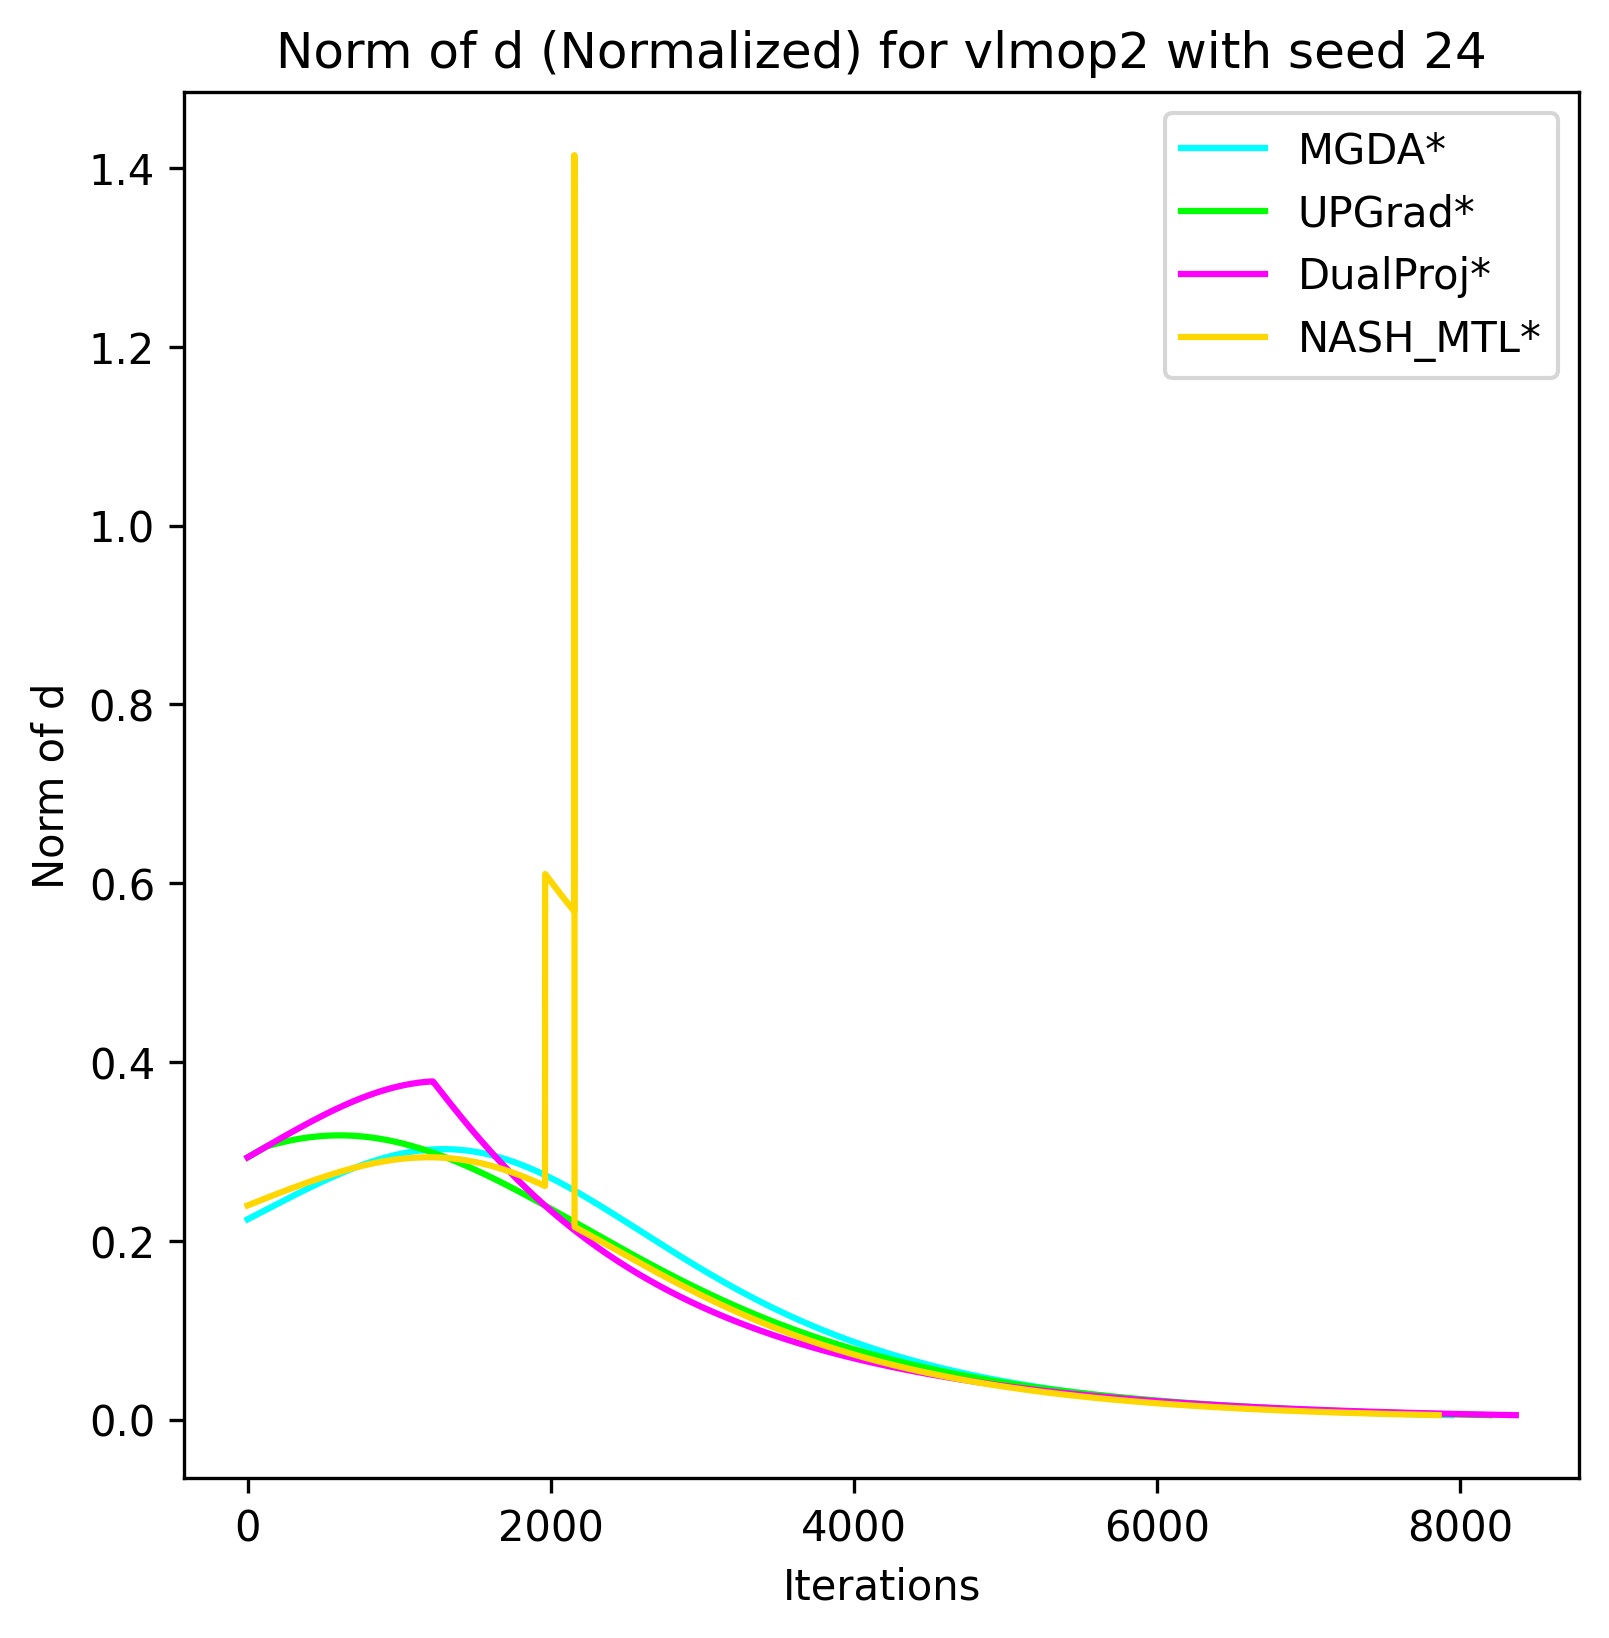 Norm of d (Normalized) for vlmop2 with seed 24
MGDA*
UPGrad*
DualProj*
NASH_MTL*
1.4
1.2
1.0
0.8
0.6
0.4
0.2
0.0
Norm of d
0 2000 4000 6000 8000
Iterations